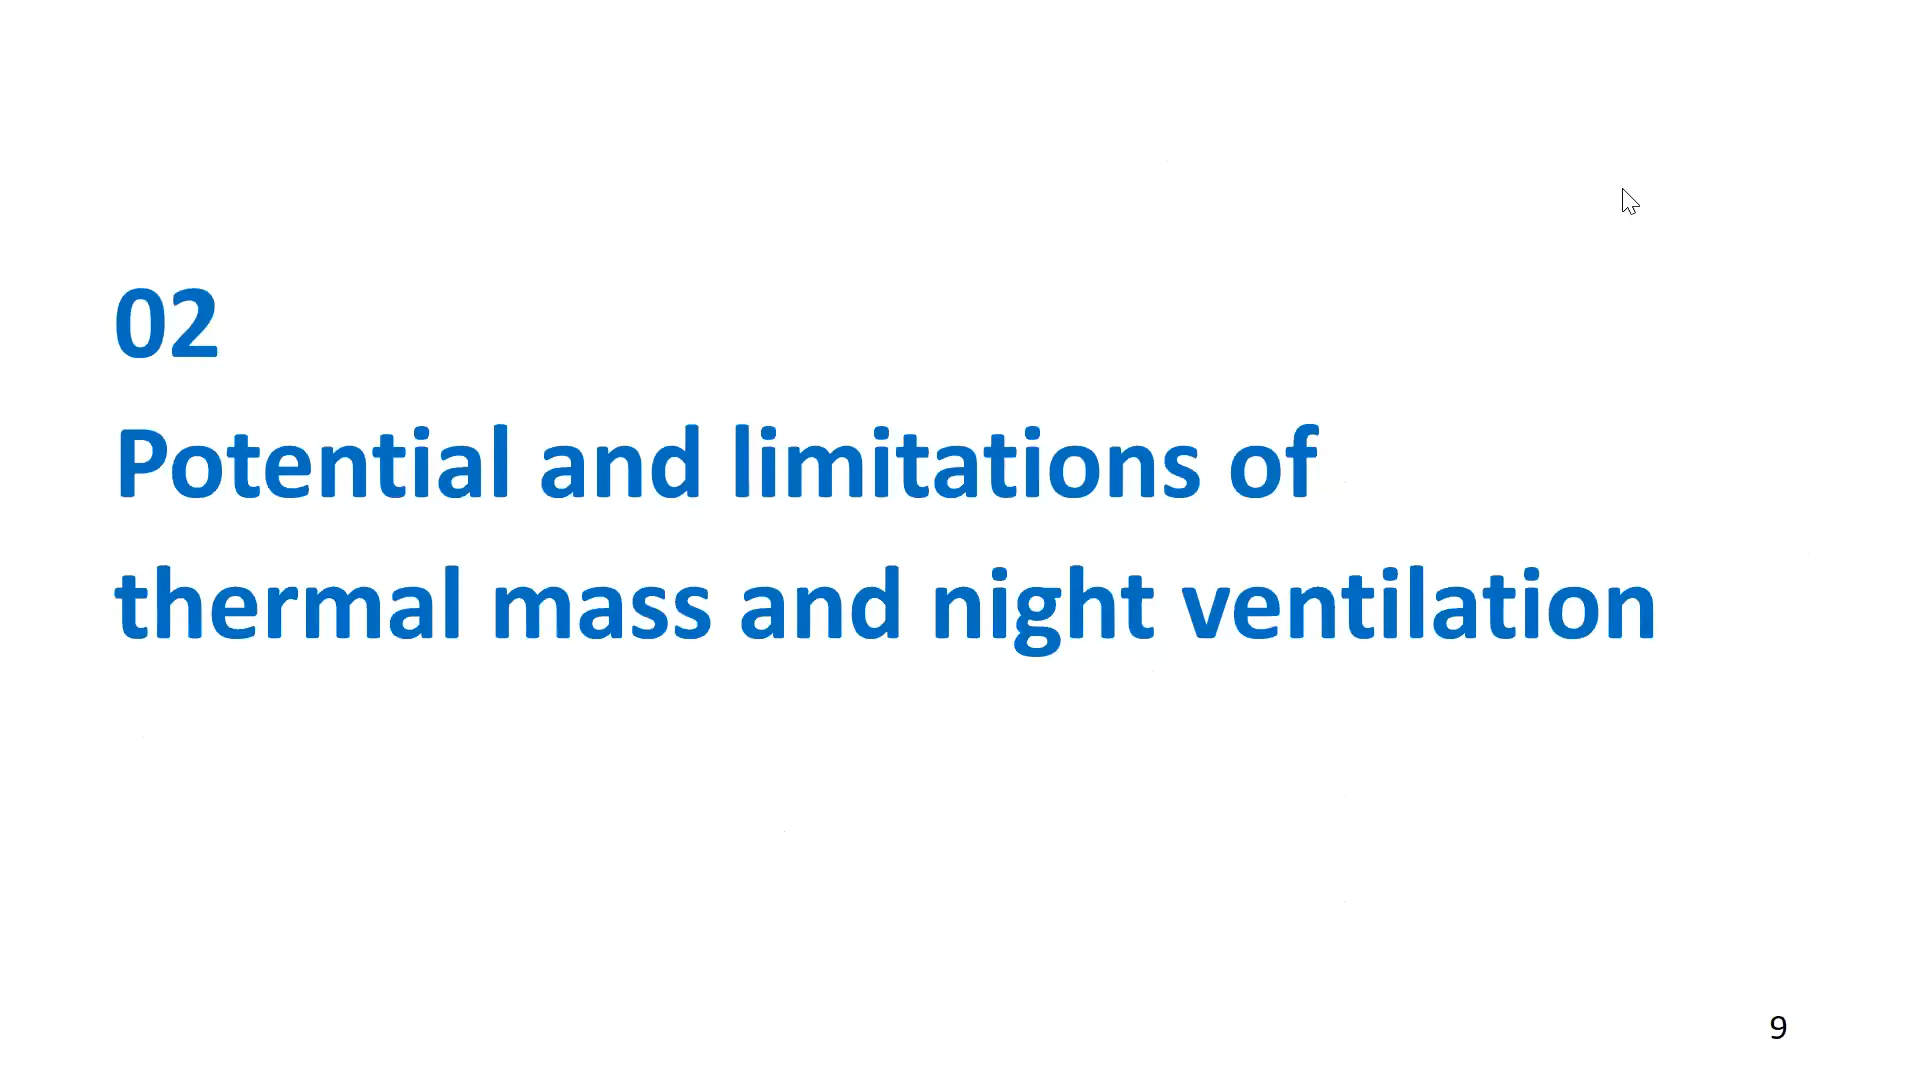 02
Potential and limitations of
thermal mass and night ventilation
9